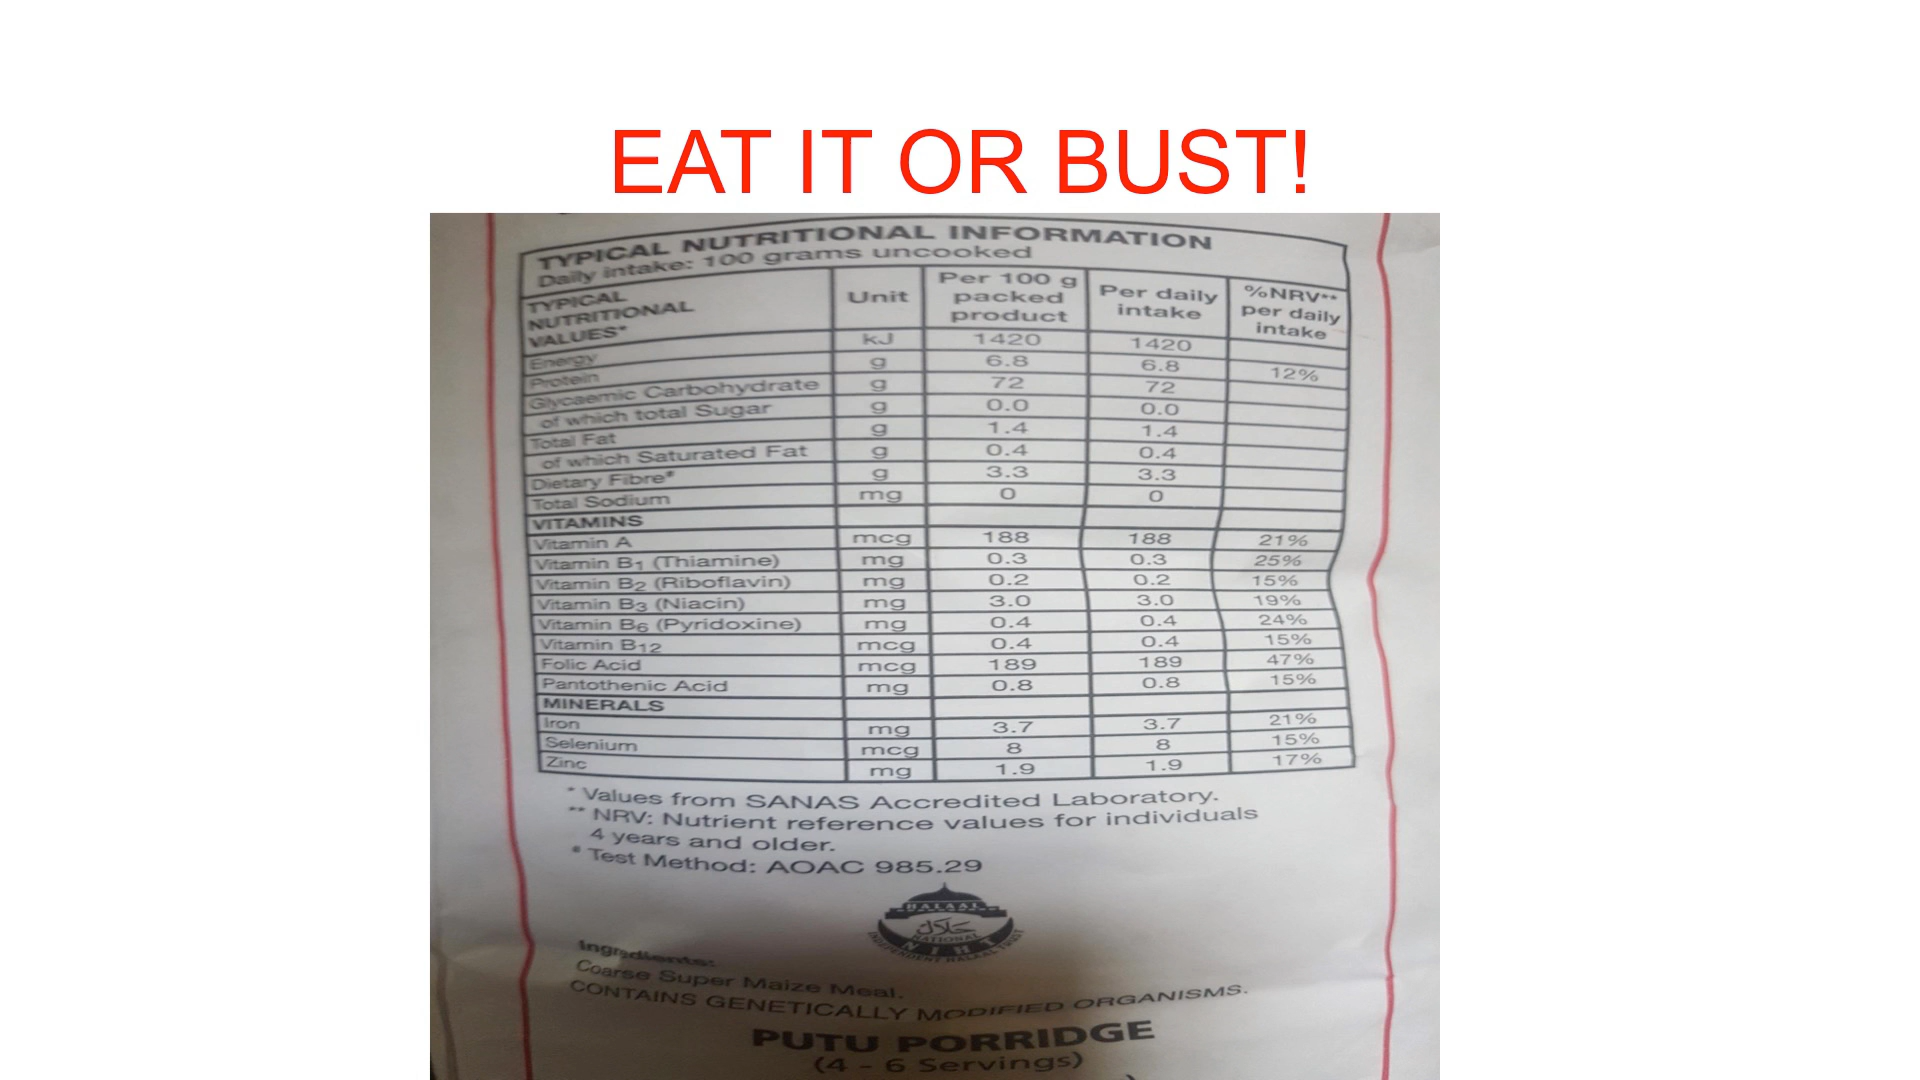 EAT IT OR BUST!
TYPICAL NUTRITIONAL INFORMATION
Daily intake: 100 grams uncooked
TYPICAL NUTRITIONAL VALUES* Unit Per 100 g packed product Per daily intake %NRV** per daily intake
Energy kJ 1420 1420
Protein g 6.8 6.8 12%
Glycaemic Carbohydrate g 72 72
of which total Sugar g 0.0 0.0
Total Fat g 1.4 1.4
of which Saturated Fat g 0.4 0.4
Dietary Fibre# g 3.3 3.3
Total Sodium mg 0 0
VITAMINS
Vitamin A mcg 188 188 21%
Vitamin B1 (Thiamine) mg 0.3 0.3 25%
Vitamin B2 (Riboflavin) mg 0.2 0.2 15%
Vitamin B3 (Niacin) mg 3.0 3.0 19%
Vitamin B6 (Pyridoxine) mg 0.4 0.4 24%
Vitamin B12 mcg 0.4 0.4 15%
Folic Acid mcg 189 189 47%
Pantothenic Acid mg 0.8 0.8 15%
MINERALS
Iron mg 3.7 3.7 21%
Selenium mcg 8 8 15%
Zinc mg 1.9 1.9 17%
* Values from SANAS Accredited Laboratory.
** NRV: Nutrient reference values for individuals
4 years and older.
# Test Method: AOAC 985.29
HALAAL
حلال
NATIONAL
N I H T
INDEPENDENT HALAAL TRUST
Ingredients:
Coarse Super Maize Meal.
CONTAINS GENETICALLY MODIFIED ORGANISMS.
PUTU PORRIDGE
(4 - 6 Servings)